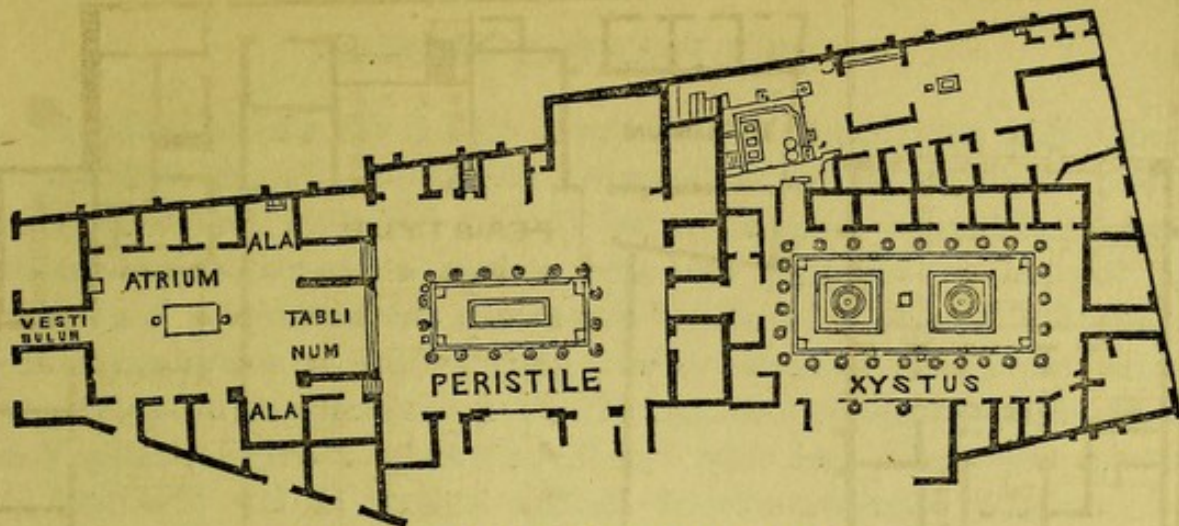 VESTI
BULUM
ATRIUM
ALA
TABLI
NUM
ALA
PERISTILE
XYSTUS